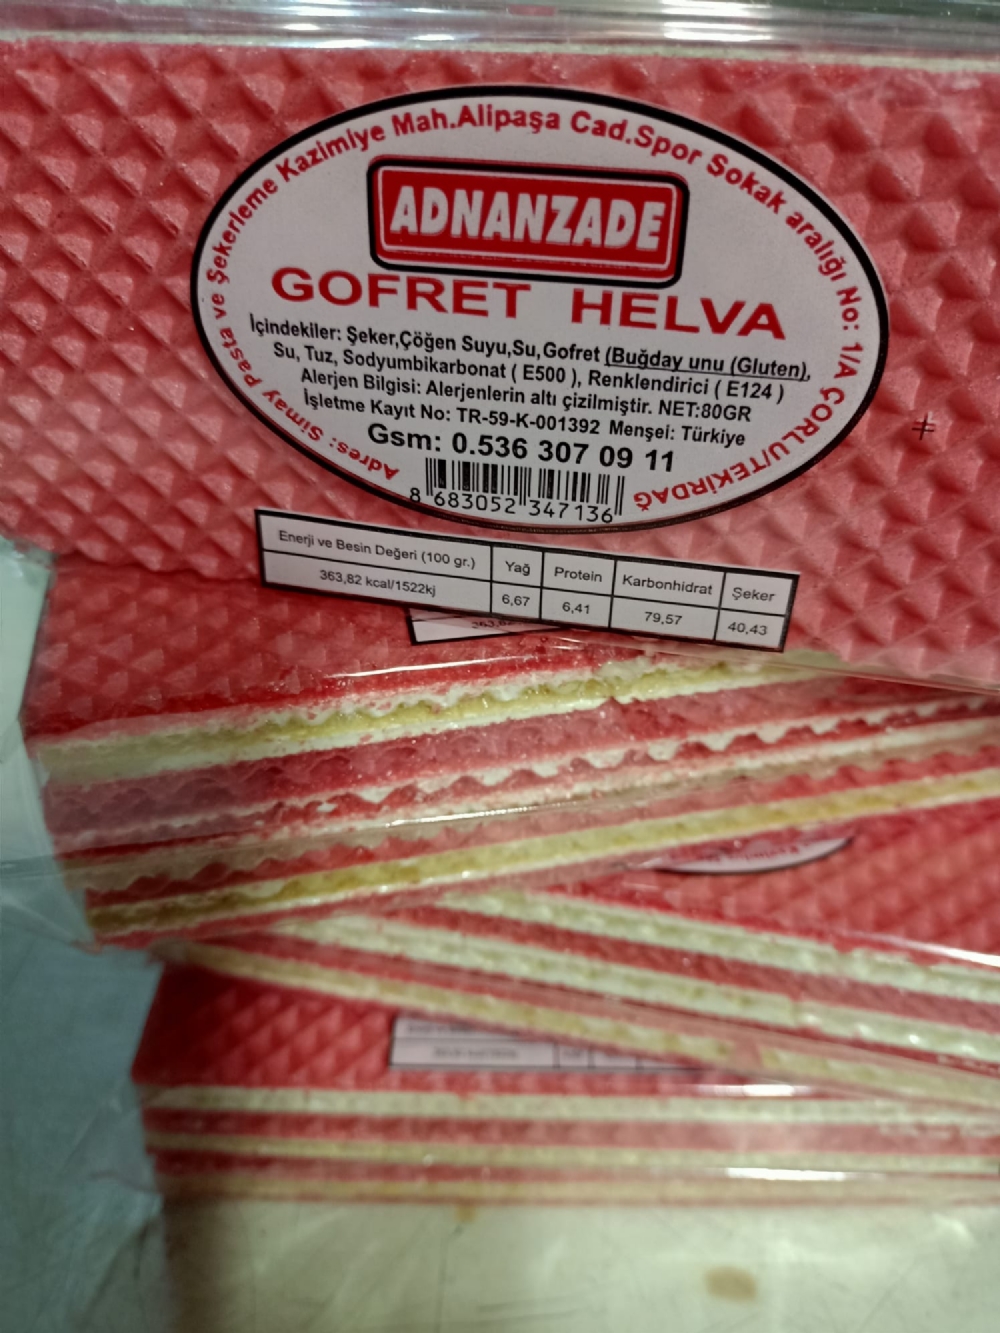 Adres: Simay Pasta ve Şekerleme Kazimiye Mah.Alipaşa Cad.Spor Sokak aralığı No: 1/A ÇORLU/TEKİRDAĞ
ADNANZADE
GOFRET HELVA
İçindekiler: Şeker,Çöğen Suyu,Su,Gofret (Buğday unu (Gluten),
Su, Tuz, Sodyumbikarbonat ( E500 ), Renklendirici ( E124 )
Alerjen Bilgisi: Alerjenlerin altı çizilmiştir. NET:80GR
İşletme Kayıt No: TR-59-K-001392 Menşei: Türkiye
Gsm: 0.536 307 09 11
8 683052 347136
Enerji ve Besin Değeri (100 gr.) Yağ Protein Karbonhidrat Şeker
363,82 kcal/1522kj 6,67 6,41 79,57 40,43